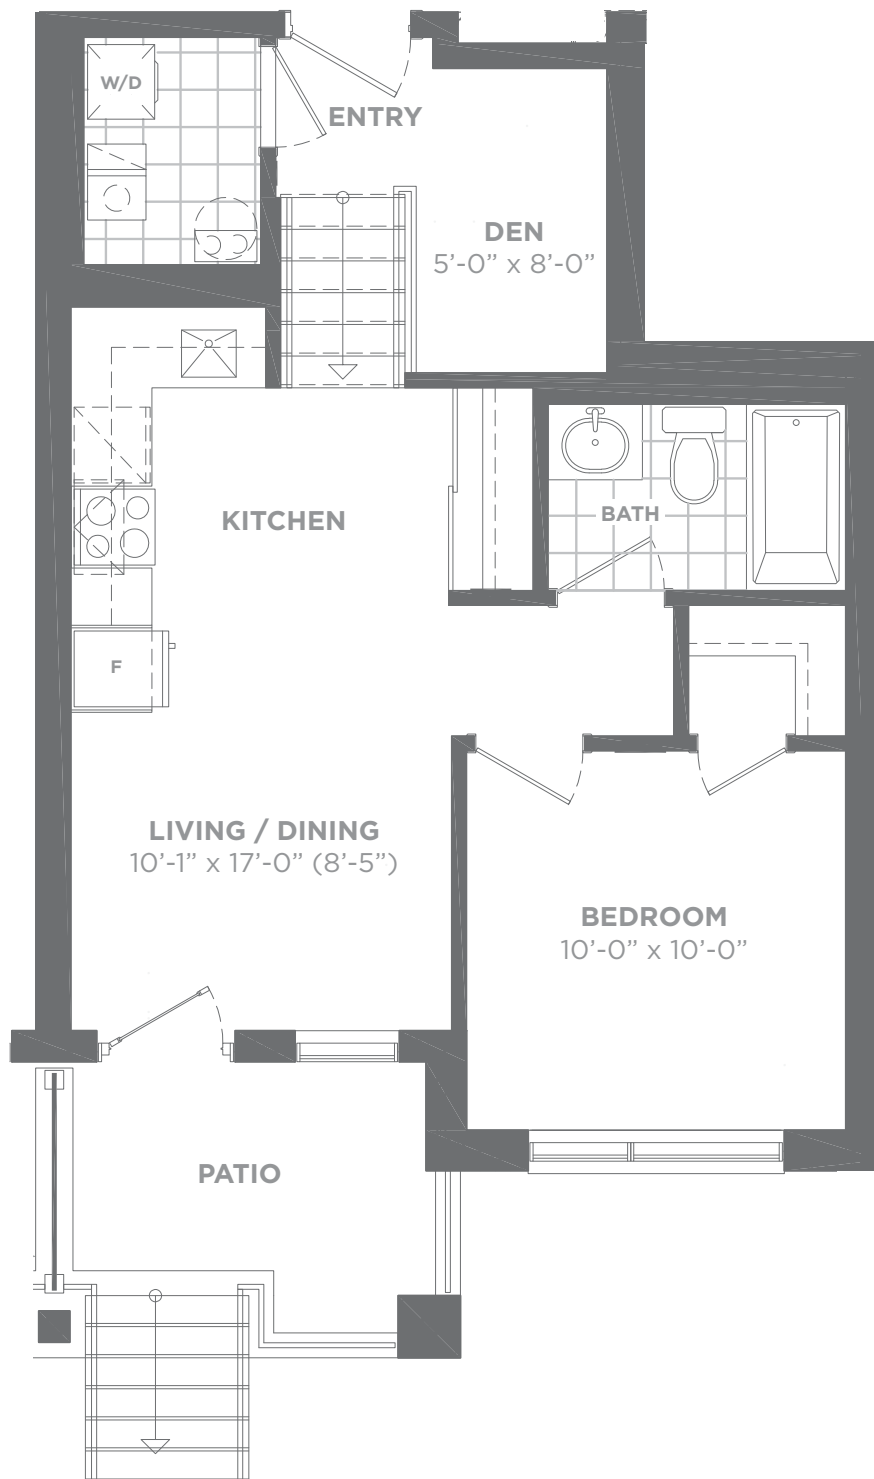 W/D
ENTRY
DEN
5’-0” x 8’-0”
KITCHEN
BATH
F
LIVING / DINING
10’-1” x 17’-0” (8’-5”)
BEDROOM
10’-0” x 10’-0”
PATIO